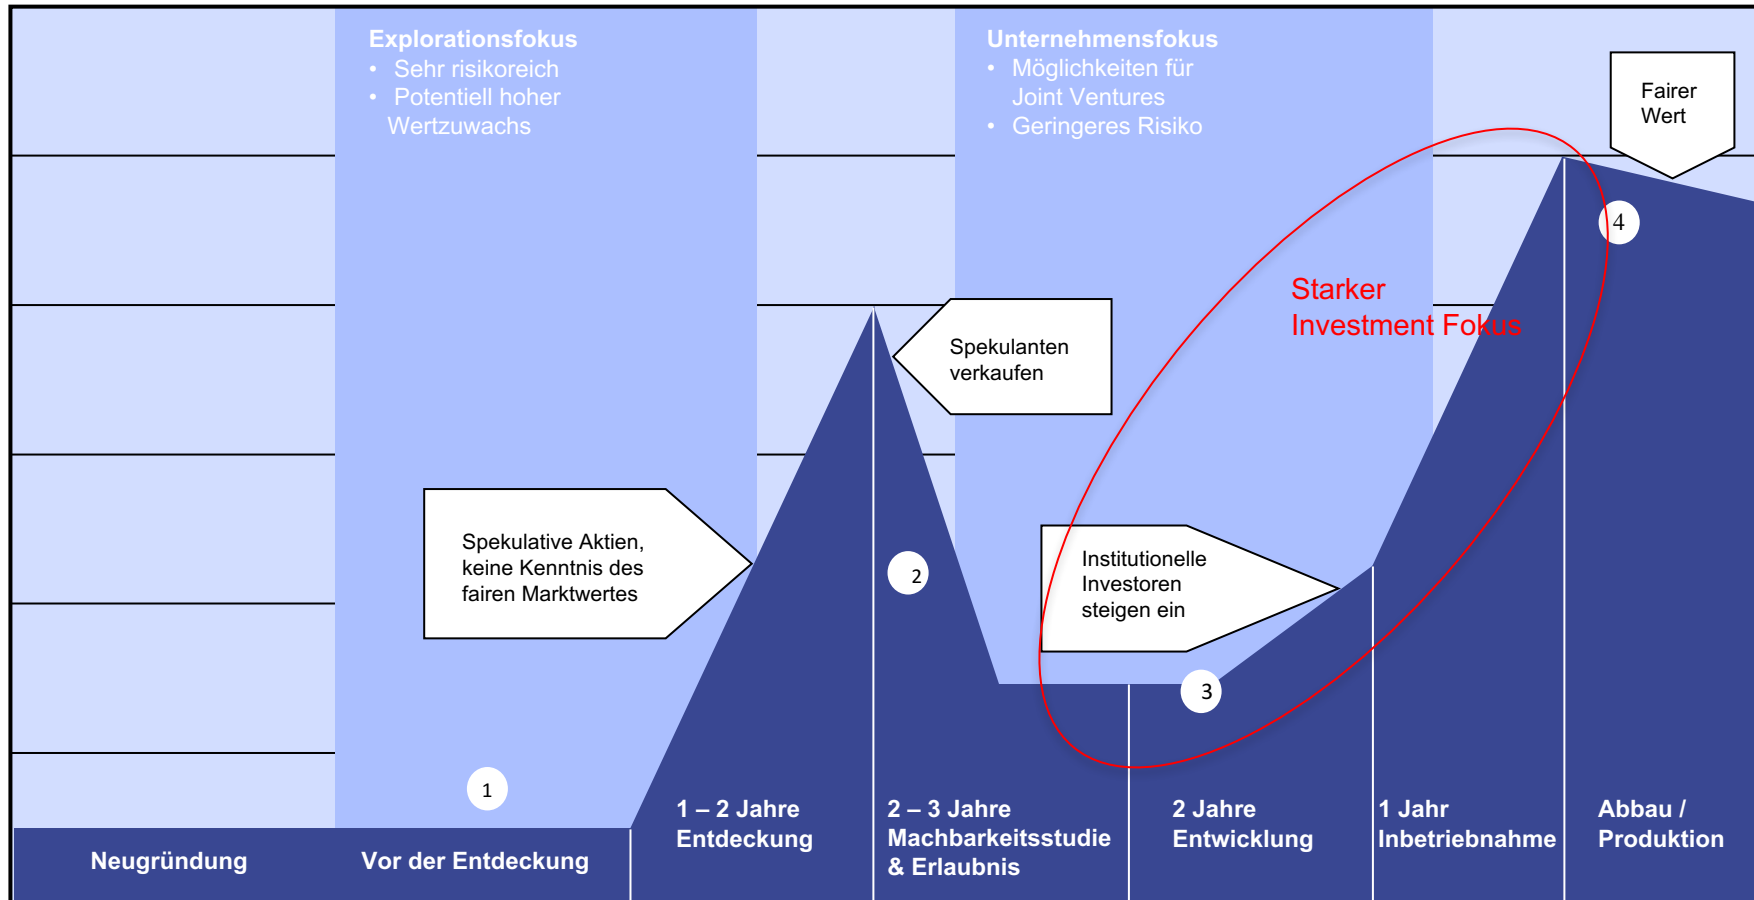 Explorationsfokus
• Sehr risikoreich
• Potentiell hoher
Wertzuwachs
Unternehmensfokus
• Möglichkeiten für
Joint Ventures
• Geringeres Risiko
Fairer
Wert
4
Starker
Investment Fokus
Spekulanten
verkaufen
Spekulative Aktien,
keine Kenntnis des
fairen Marktwertes
2
Institutionelle
Investoren
steigen ein
3
1
Neugründung
Vor der Entdeckung
1 – 2 Jahre
Entdeckung
2 – 3 Jahre
Machbarkeitsstudie
& Erlaubnis
2 Jahre
Entwicklung
1 Jahr
Inbetriebnahme
Abbau /
Produktion